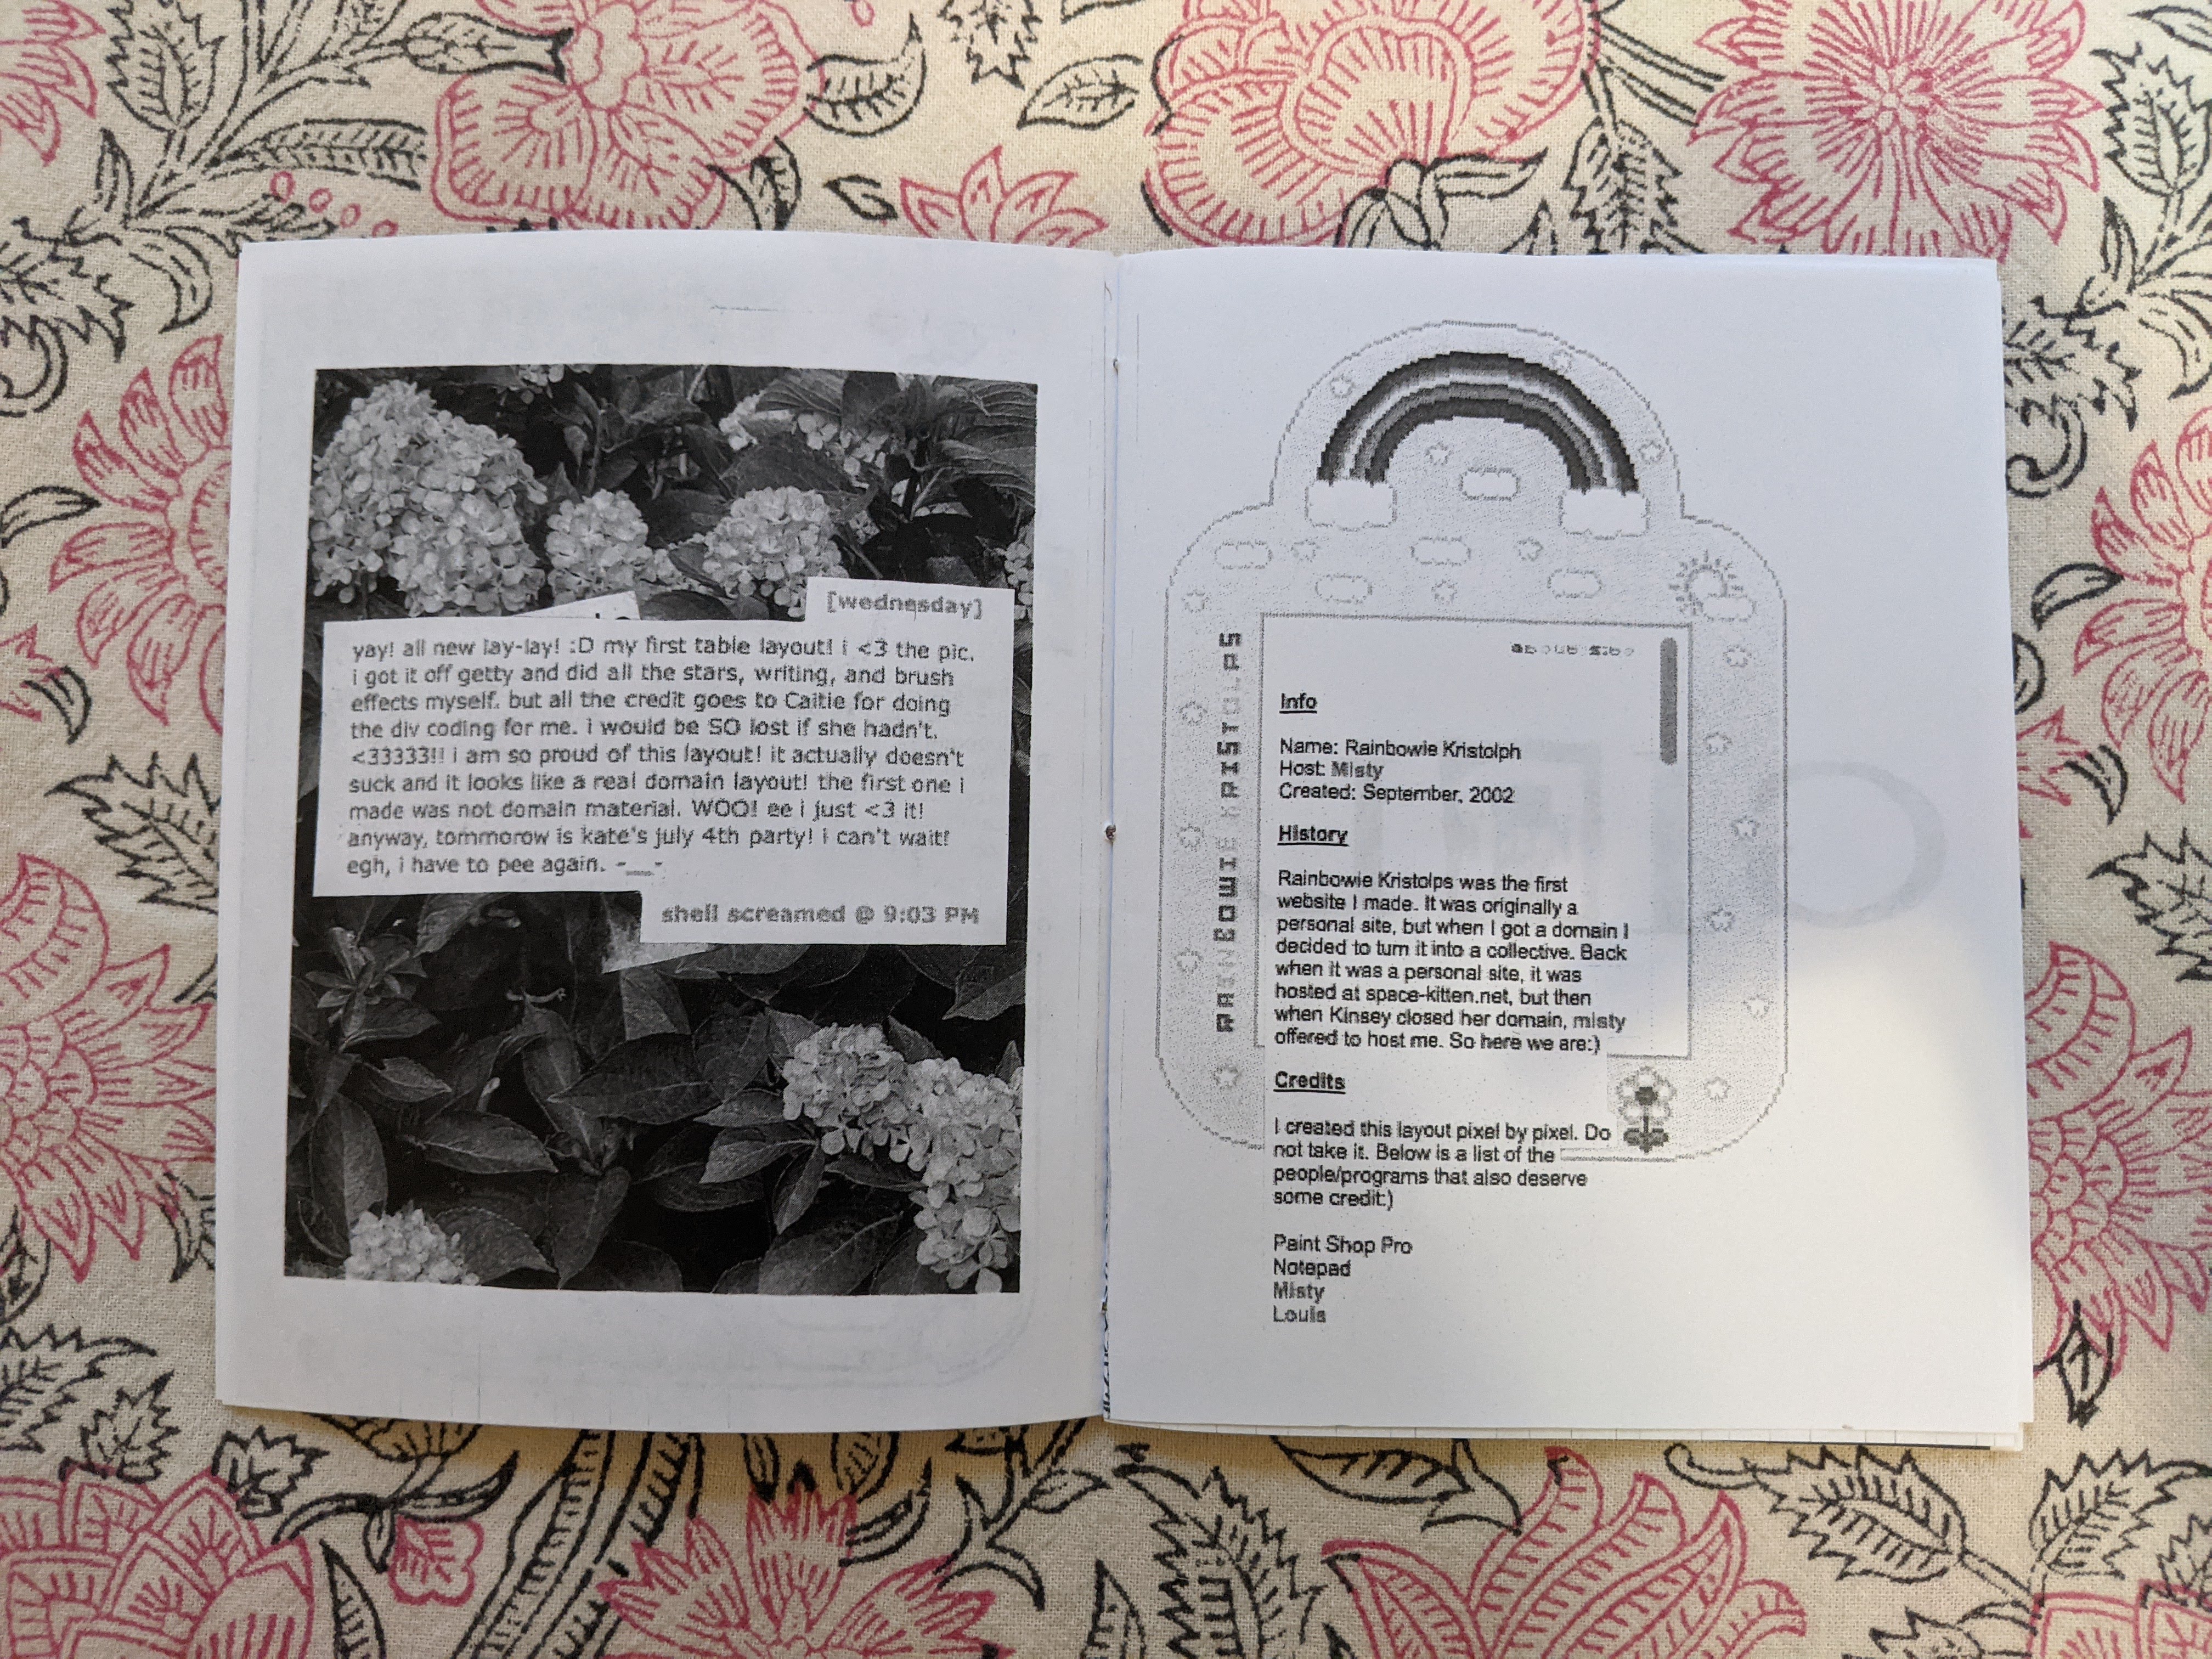 [wednesday]
yay! all new lay-lay! :D my first table layout! i <3 the pic.
i got it off getty and did all the stars, writing, and brush
effects myself. but all the credit goes to Caitie for doing
the div coding for me. i would be SO lost if she hadn't.
<33333!! i am so proud of this layout! it actually doesn't
suck and it looks like a real domain layout! the first one i
made was not domain material. WOO! ee i just <3 it!
anyway, tommorow is kate's july 4th party! i can't wait!
egh, i have to pee again. -__-
shell screamed @ 9:03 PM
RAINBOWIE KRISTOLPS
Info
Name: Rainbowie Kristolph
Host: Misty
Created: September, 2002
History
Rainbowie Kristolps was the first
website I made. It was originally a
personal site, but when I got a domain I
decided to turn it into a collective. Back
when it was a personal site, it was
hosted at space-kitten.net, but then
when Kinsey closed her domain, misty
offered to host me. So here we are:)
Credits
I created this layout pixel by pixel. Do
not take it. Below is a list of the
people/programs that also deserve
some credit:)
Paint Shop Pro
Notepad
Misty
Louis